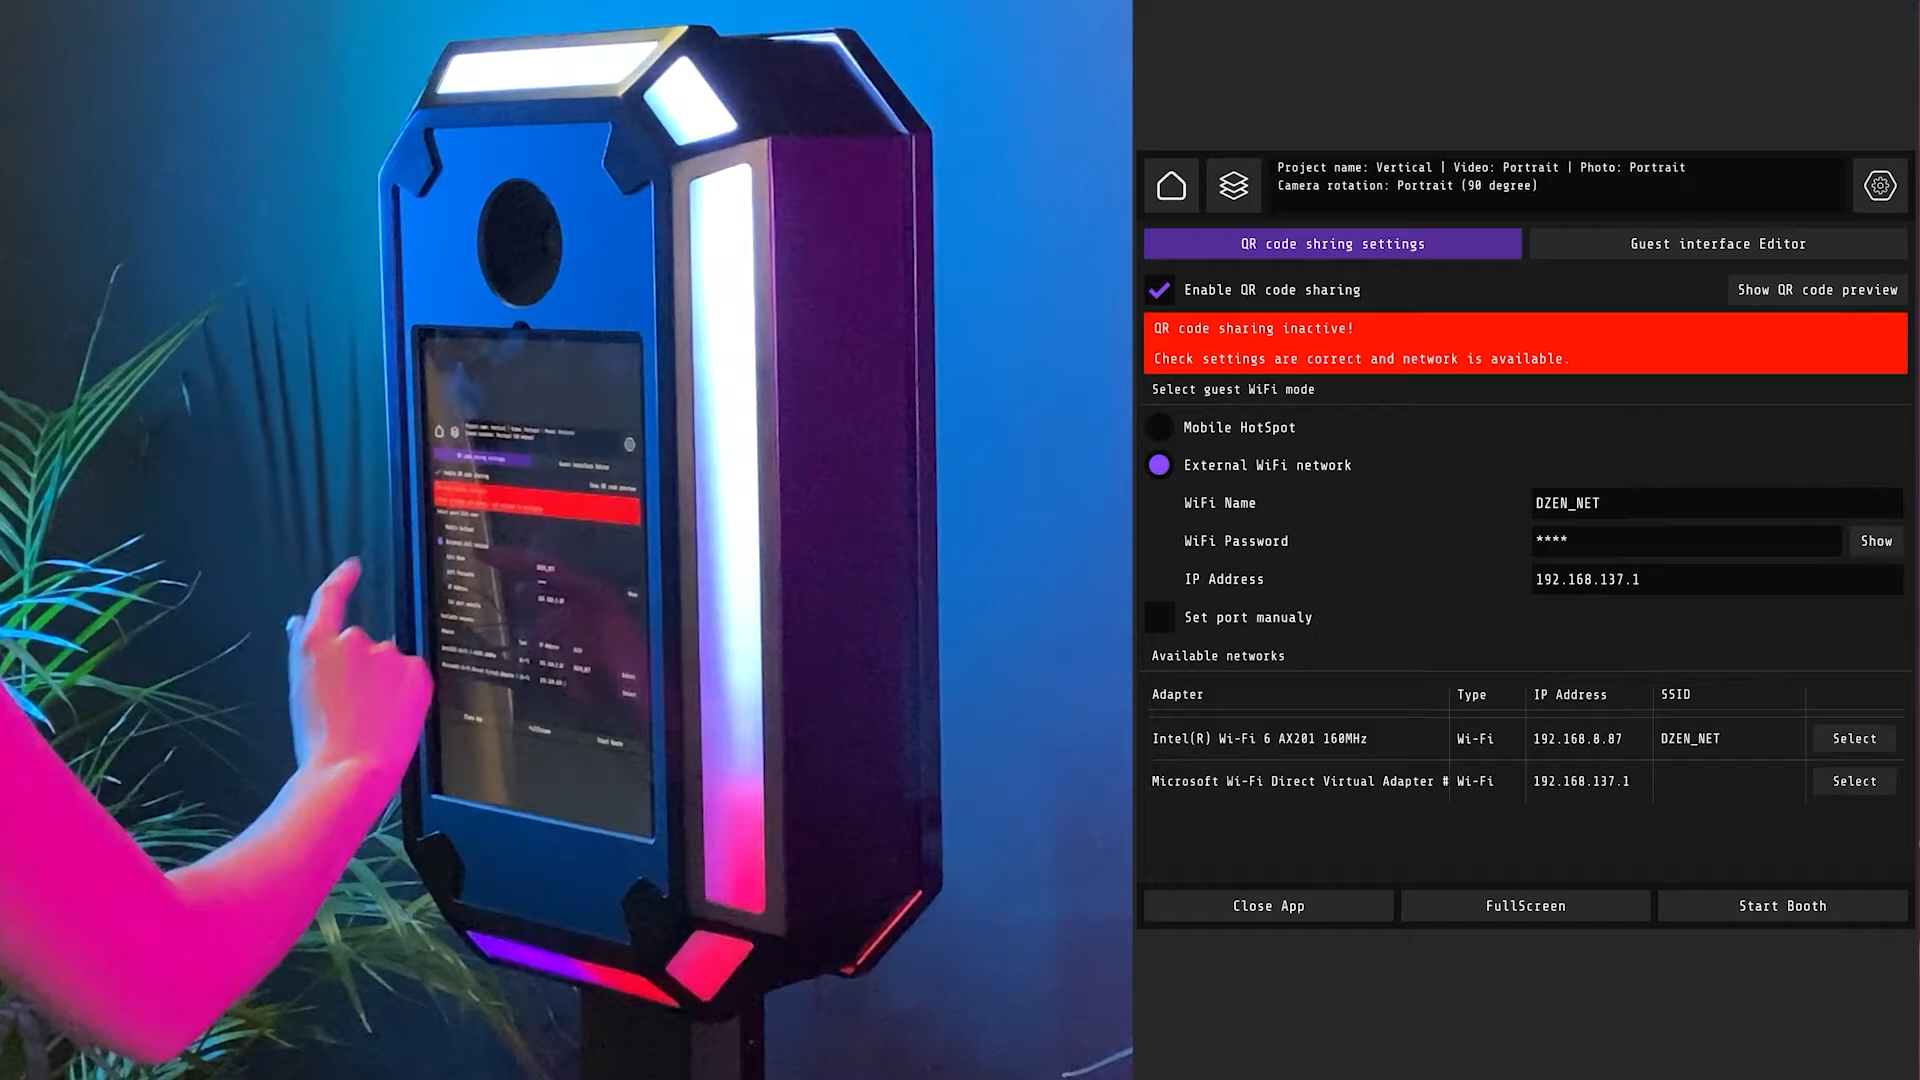 Project name: Vertical | Video: Portrait | Photo: Portrait
Camera rotation: Portrait (90 degree)
QR code shring settings
Guest interface Editor
Enable QR code sharing
Show QR code preview
QR code sharing inactive!
Check settings are correct and network is available.
Select guest WiFi mode
Mobile HotSpot
External WiFi network
WiFi Name
DZEN_NET
WiFi Password
****
Show
IP Address
192.168.137.1
Set port manualy
Available networks
Adapter Type IP Address SSID
Intel(R) Wi-Fi 6 AX201 160MHz Wi-Fi 192.168.8.87 DZEN_NET Select
Microsoft Wi-Fi Direct Virtual Adapter # Wi-Fi 192.168.137.1 Select
Close App
FullScreen
Start Booth